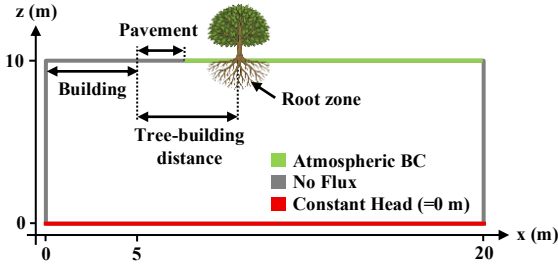 z (m)
Pavement
10
Building
Root zone
Tree-building
distance
Atmospheric BC
No Flux
Constant Head (=0 m)
0
0
5
20
x (m)